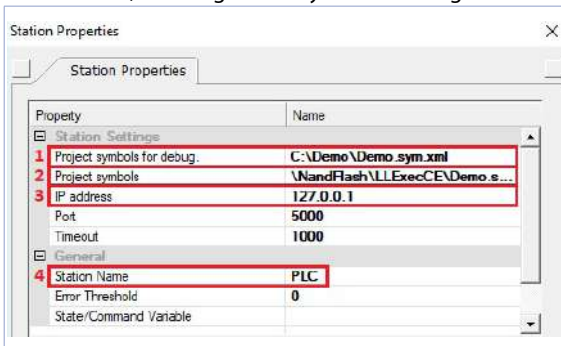 Station Properties
Station Properties
Property Name
Station Settings
1 Project symbols for debug. C:\Demo\Demo.sym.xml
2 Project symbols \NandFlash\LLExecCE\Demo.s...
3 IP address 127.0.0.1
Port 5000
Timeout 1000
General
4 Station Name PLC
Error Threshold 0
State/Command Variable